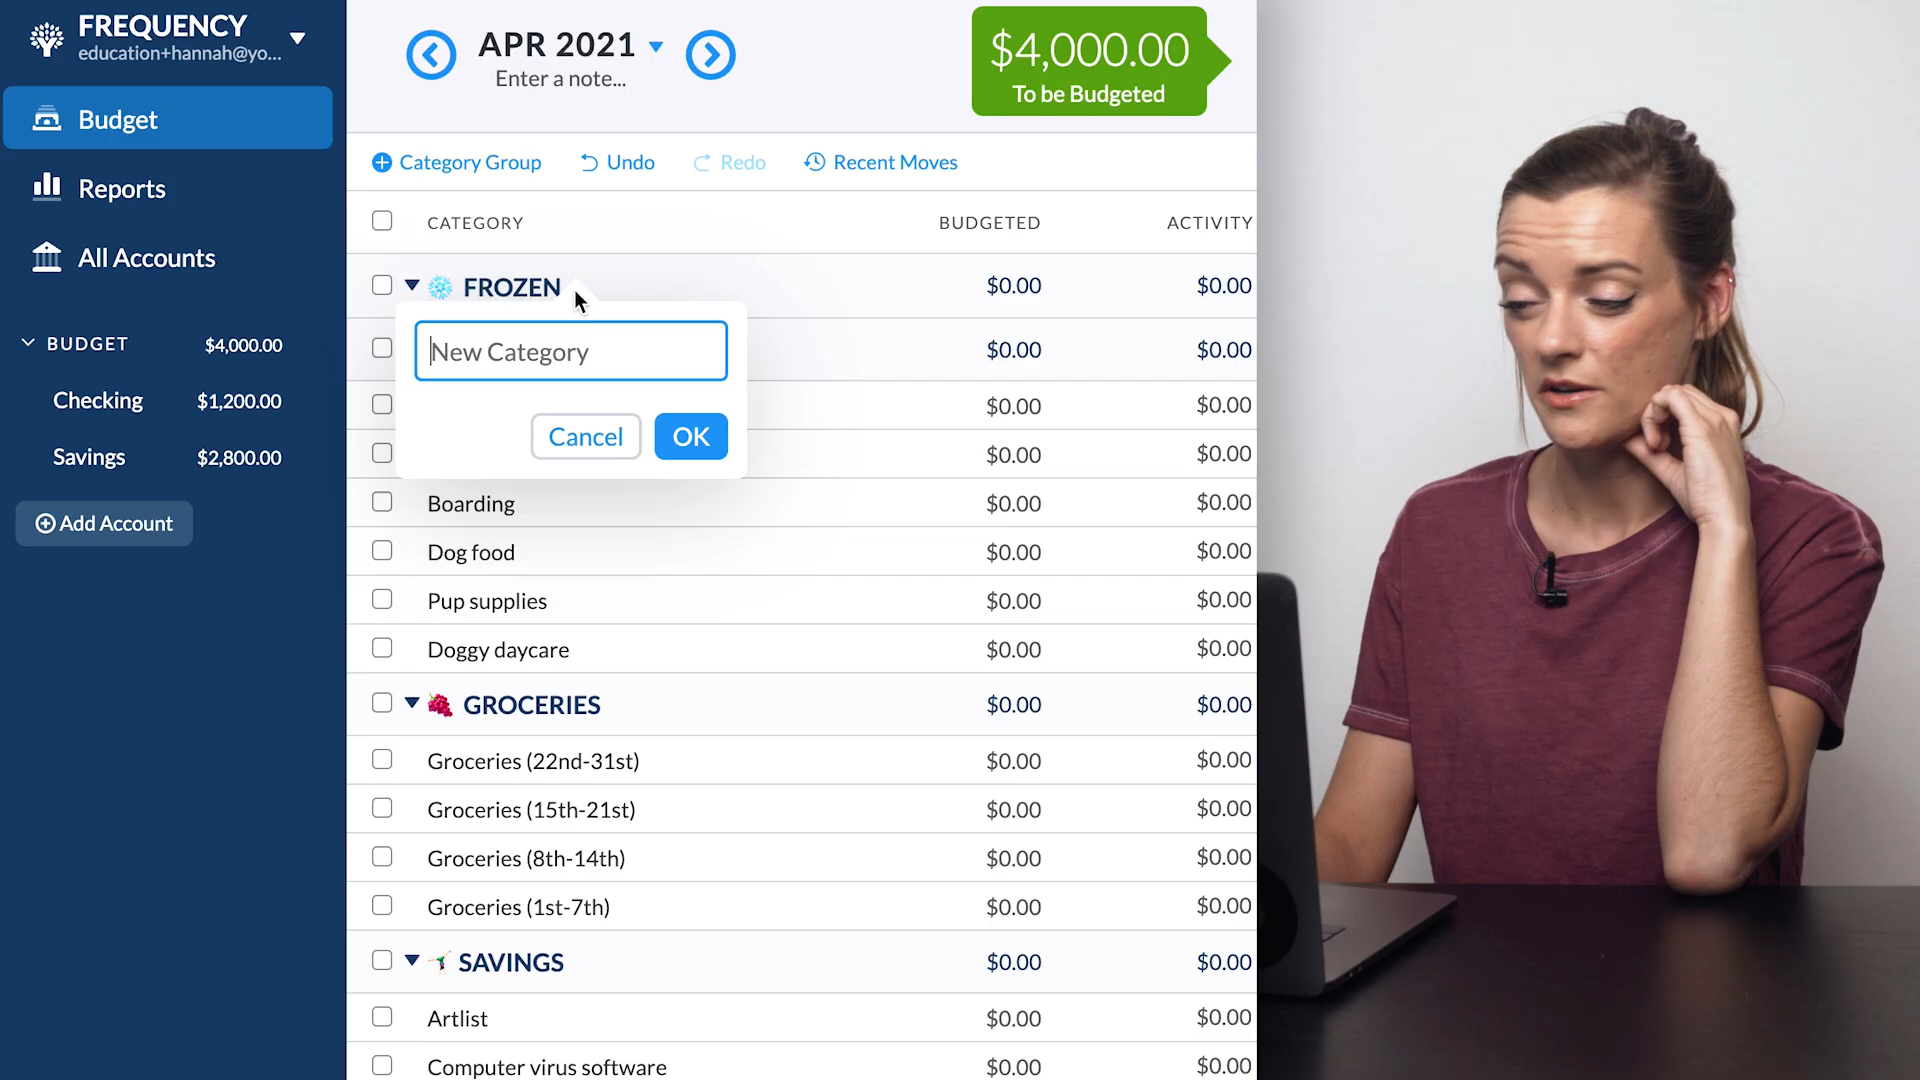 FREQUENCY
education+hannah@yo...
Budget
Reports
All Accounts
BUDGET $4,000.00
Checking $1,200.00
Savings $2,800.00
Add Account
APR 2021
Enter a note...
$4,000.00
To be Budgeted
Category Group Undo Redo Recent Moves
CATEGORY BUDGETED ACTIVITY
FROZEN $0.00 $0.00
New Category
Cancel OK
$0.00 $0.00
$0.00 $0.00
$0.00 $0.00
Boarding $0.00 $0.00
Dog food $0.00 $0.00
Pup supplies $0.00 $0.00
Doggy daycare $0.00 $0.00
GROCERIES $0.00 $0.00
Groceries (22nd-31st) $0.00 $0.00
Groceries (15th-21st) $0.00 $0.00
Groceries (8th-14th) $0.00 $0.00
Groceries (1st-7th) $0.00 $0.00
SAVINGS $0.00 $0.00
Artlist $0.00 $0.00
Computer virus software $0.00 $0.00